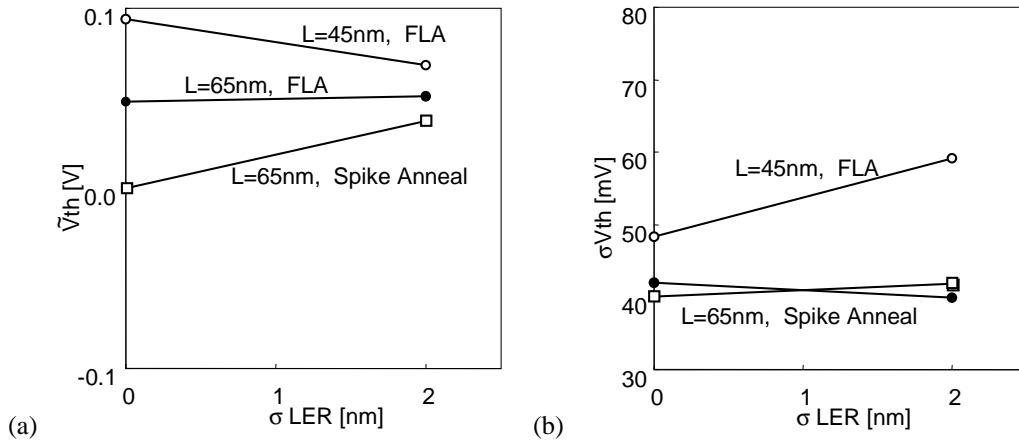 0.1
L=45nm, FLA
L=65nm, FLA
L=65nm, Spike Anneal
0.0
-0.1
Ṽth [V]
0 1 2
σ LER [nm]
(a)
80
70
60
50
40
30
σVth [mV]
L=45nm, FLA
L=65nm, Spike Anneal
0 1 2
σ LER [nm]
(b)